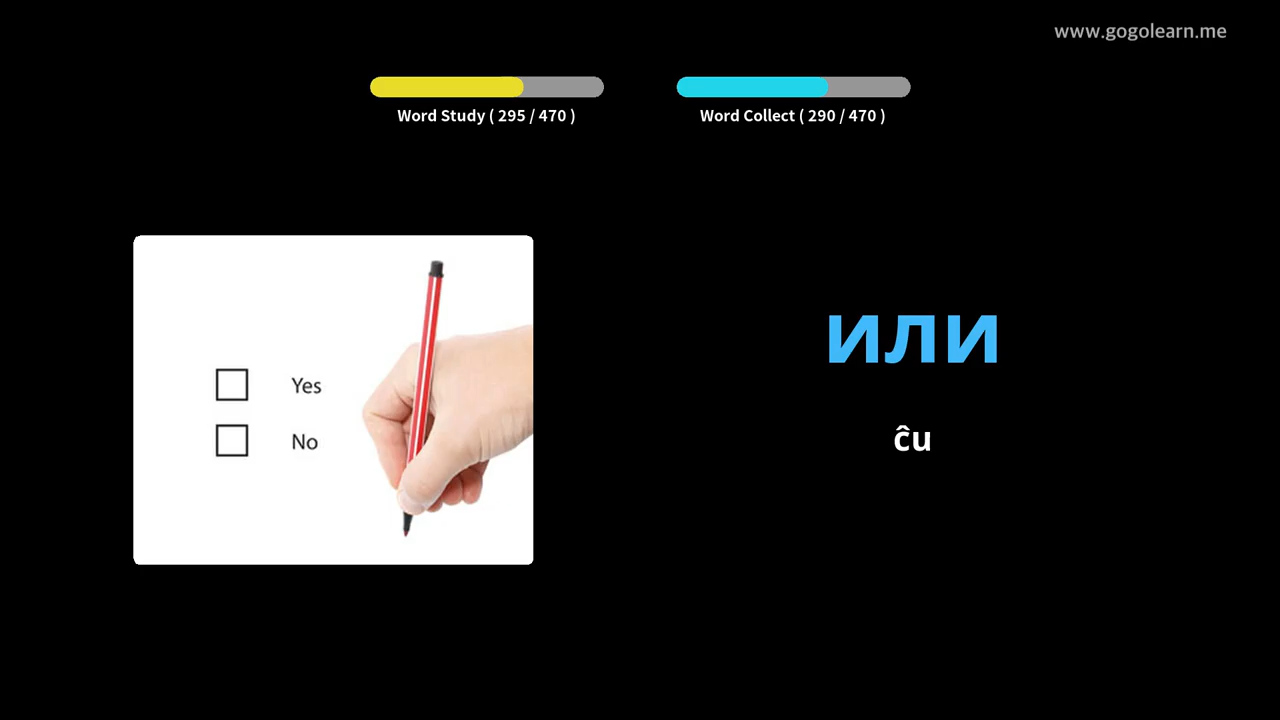 www.gogolearn.me
Word Study ( 295 / 470 )
Word Collect ( 290 / 470 )
Yes
No
или
ĉu